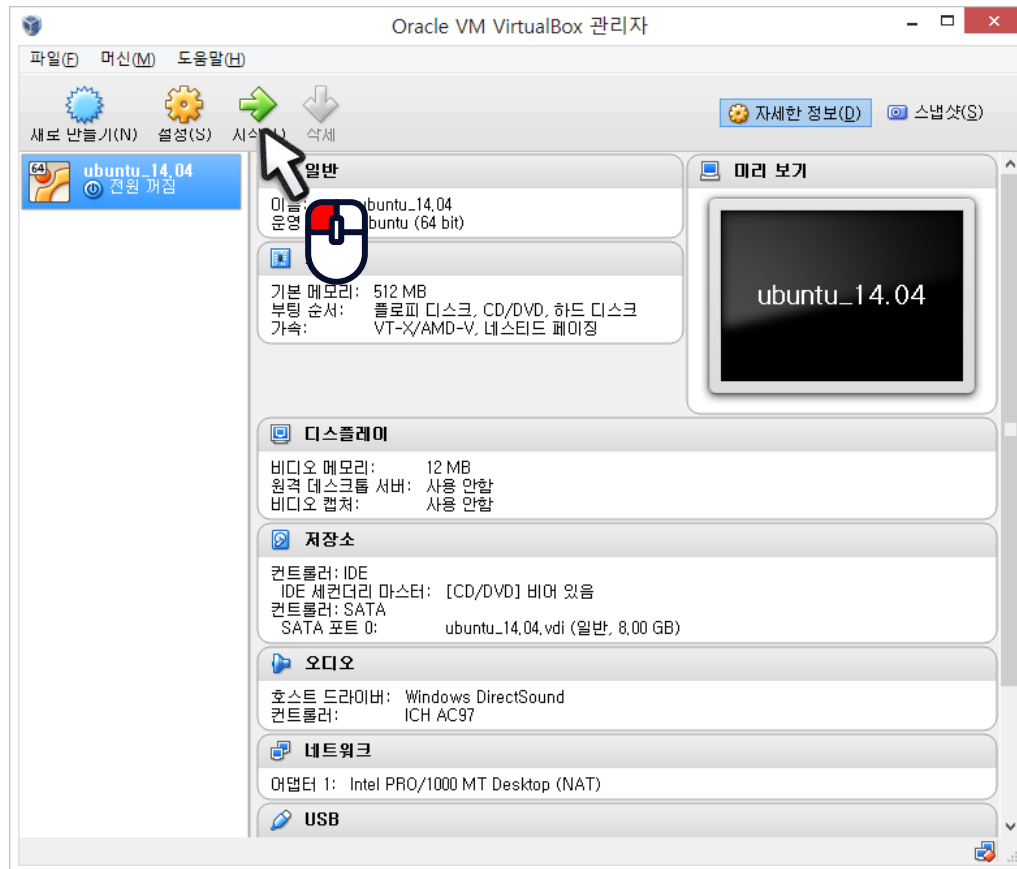 Oracle VM VirtualBox 관리자
파일(F) 머신(M) 도움말(H)
새로 만들기(N) 설정(S) 삭제 자세한 정보(D) 스냅샷(S)
64 ubuntu_14.04
전원 꺼짐
일반
ubuntu_14.04
운영 buntu (64 bit)
미리 보기
ubuntu_14.04
기본 메모리: 512 MB
부팅 순서: 플로피 디스크, CD/DVD, 하드 디스크
가속: VT-X/AMD-V, 네스티드 페이징
디스플레이
비디오 메모리: 12 MB
원격 데스크톱 서버: 사용 안함
비디오 캡처: 사용 안함
저장소
컨트롤러: IDE
IDE 세컨더리 마스터: [CD/DVD] 비어 있음
컨트롤러: SATA
SATA 포트 0: ubuntu_14.04.vdi (일반, 8.00 GB)
오디오
호스트 드라이버: Windows DirectSound
컨트롤러: ICH AC97
네트워크
어댑터 1: Intel PRO/1000 MT Desktop (NAT)
USB